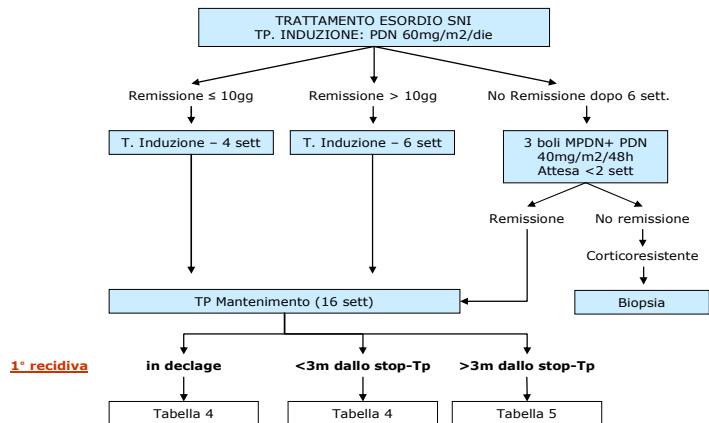 TRATTAMENTO ESORDIO SNI
TP. INDUZIONE: PDN 60mg/m2/die
Remissione ≤ 10gg
Remissione > 10gg
No Remissione dopo 6 sett.
T. Induzione – 4 sett
T. Induzione – 6 sett
3 boli MPDN+ PDN
40mg/m2/48h
Attesa <2 sett
Remissione
No remissione
Corticoresistente
TP Mantenimento (16 sett)
Biopsia
1° recidiva
in declage
<3m dallo stop-Tp
>3m dallo stop-Tp
Tabella 4
Tabella 4
Tabella 5